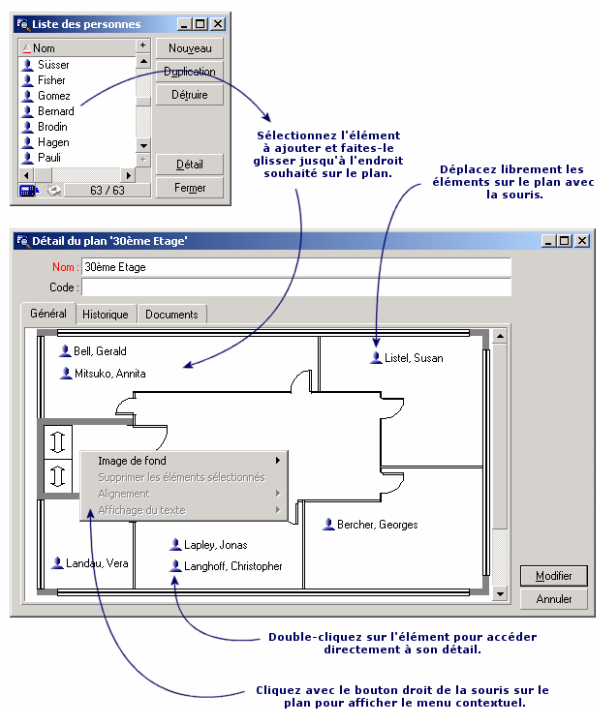 Liste des personnes
Nom +
Süsser
Fisher
Gomez
Bernard
Brodin
Hagen
Pauli
63 / 63
Nouveau
Duplication
Détruire
Détail
Fermer
Sélectionnez l'élément
à ajouter et faites-le
glisser jusqu'à l'endroit
souhaité sur le plan.
Déplacez librement les
éléments sur le plan avec
la souris.
Détail du plan '30ème Etage'
Nom : 30ème Etage
Code :
Général Historique Documents
Bell, Gerald
Mitsuko, Annita
Listel, Susan
Image de fond
Supprimer les éléments sélectionnés
Alignement
Affichage du texte
Bercher, Georges
Lapley, Jonas
Landau, Vera
Langhoff, Christopher
Modifier
Annuler
Double-cliquez sur l'élément pour accéder
directement à son détail.
Cliquez avec le bouton droit de la souris sur le
plan pour afficher le menu contextuel.